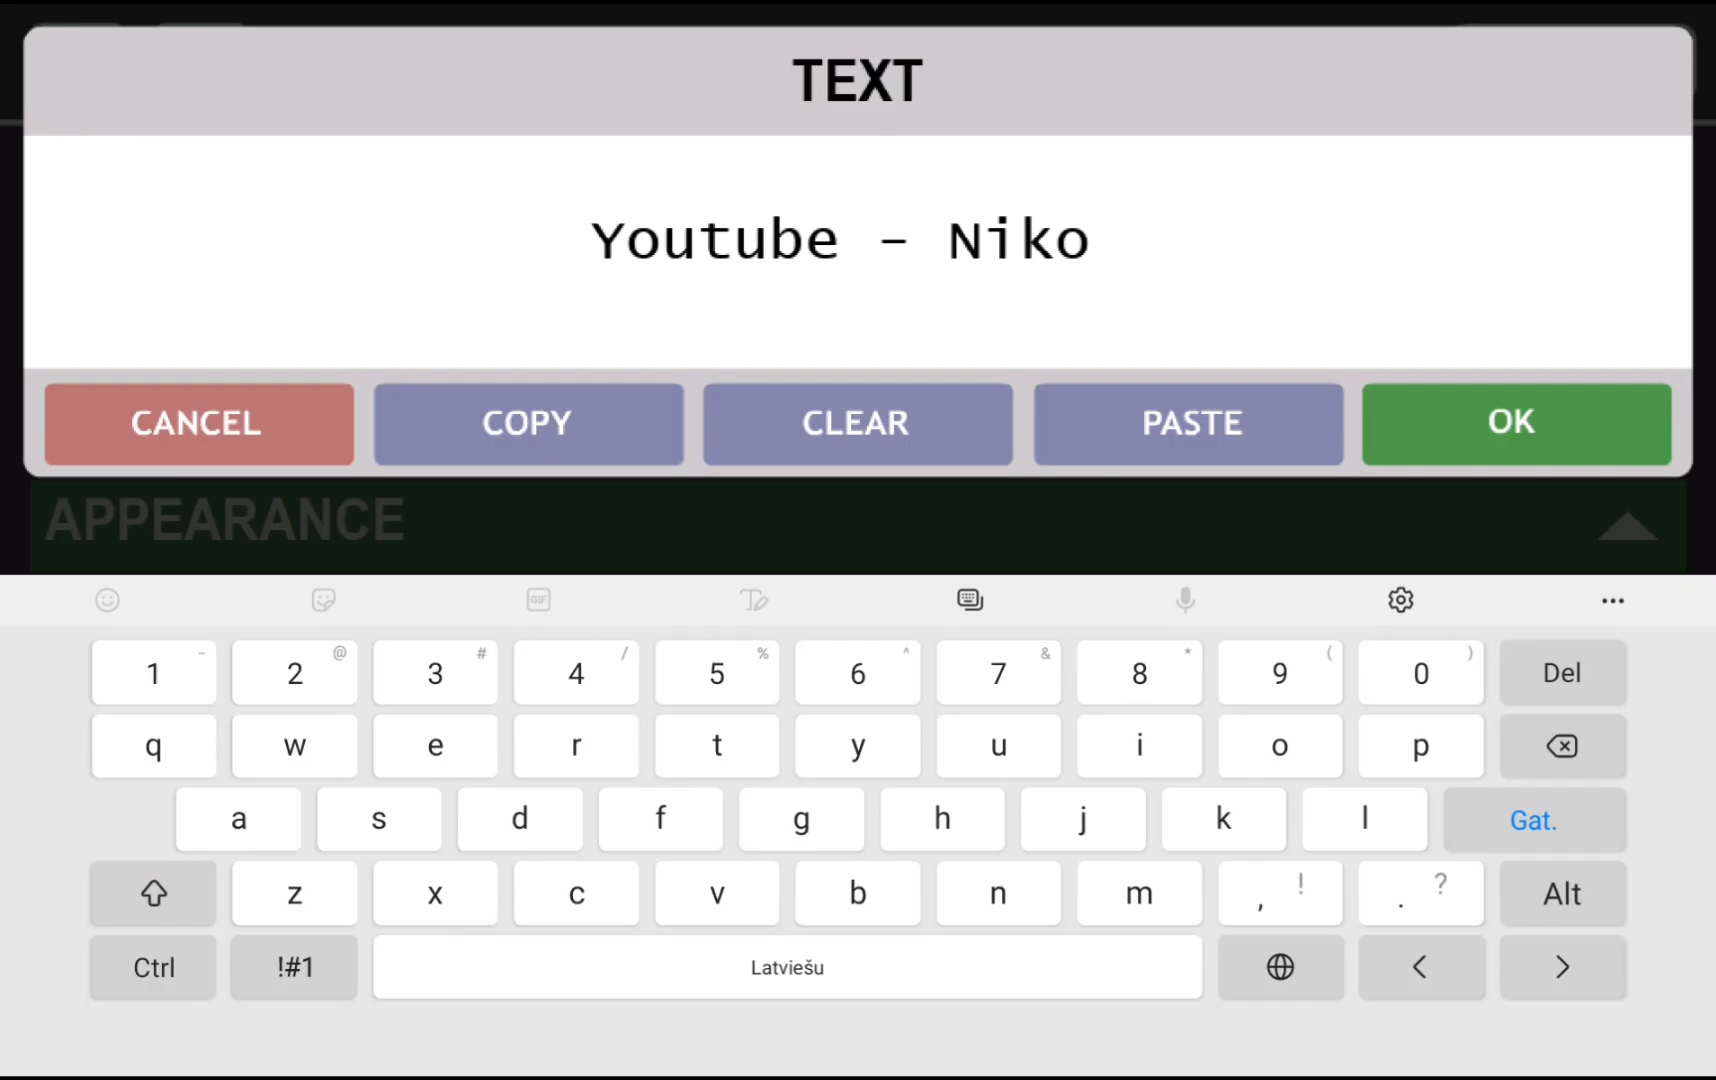 TEXT
Youtube - Niko
CANCEL COPY CLEAR PASTE OK
APPEARANCE
GIF
1 - 2 @ 3 # 4 / 5 % 6 ^ 7 & 8 * 9 ( 0 ) Del
q w e r t y u i o p
a s d f g h j k l Gat.
z x c v b n m , ! . ? Alt
Ctrl !#1 Latviešu < >